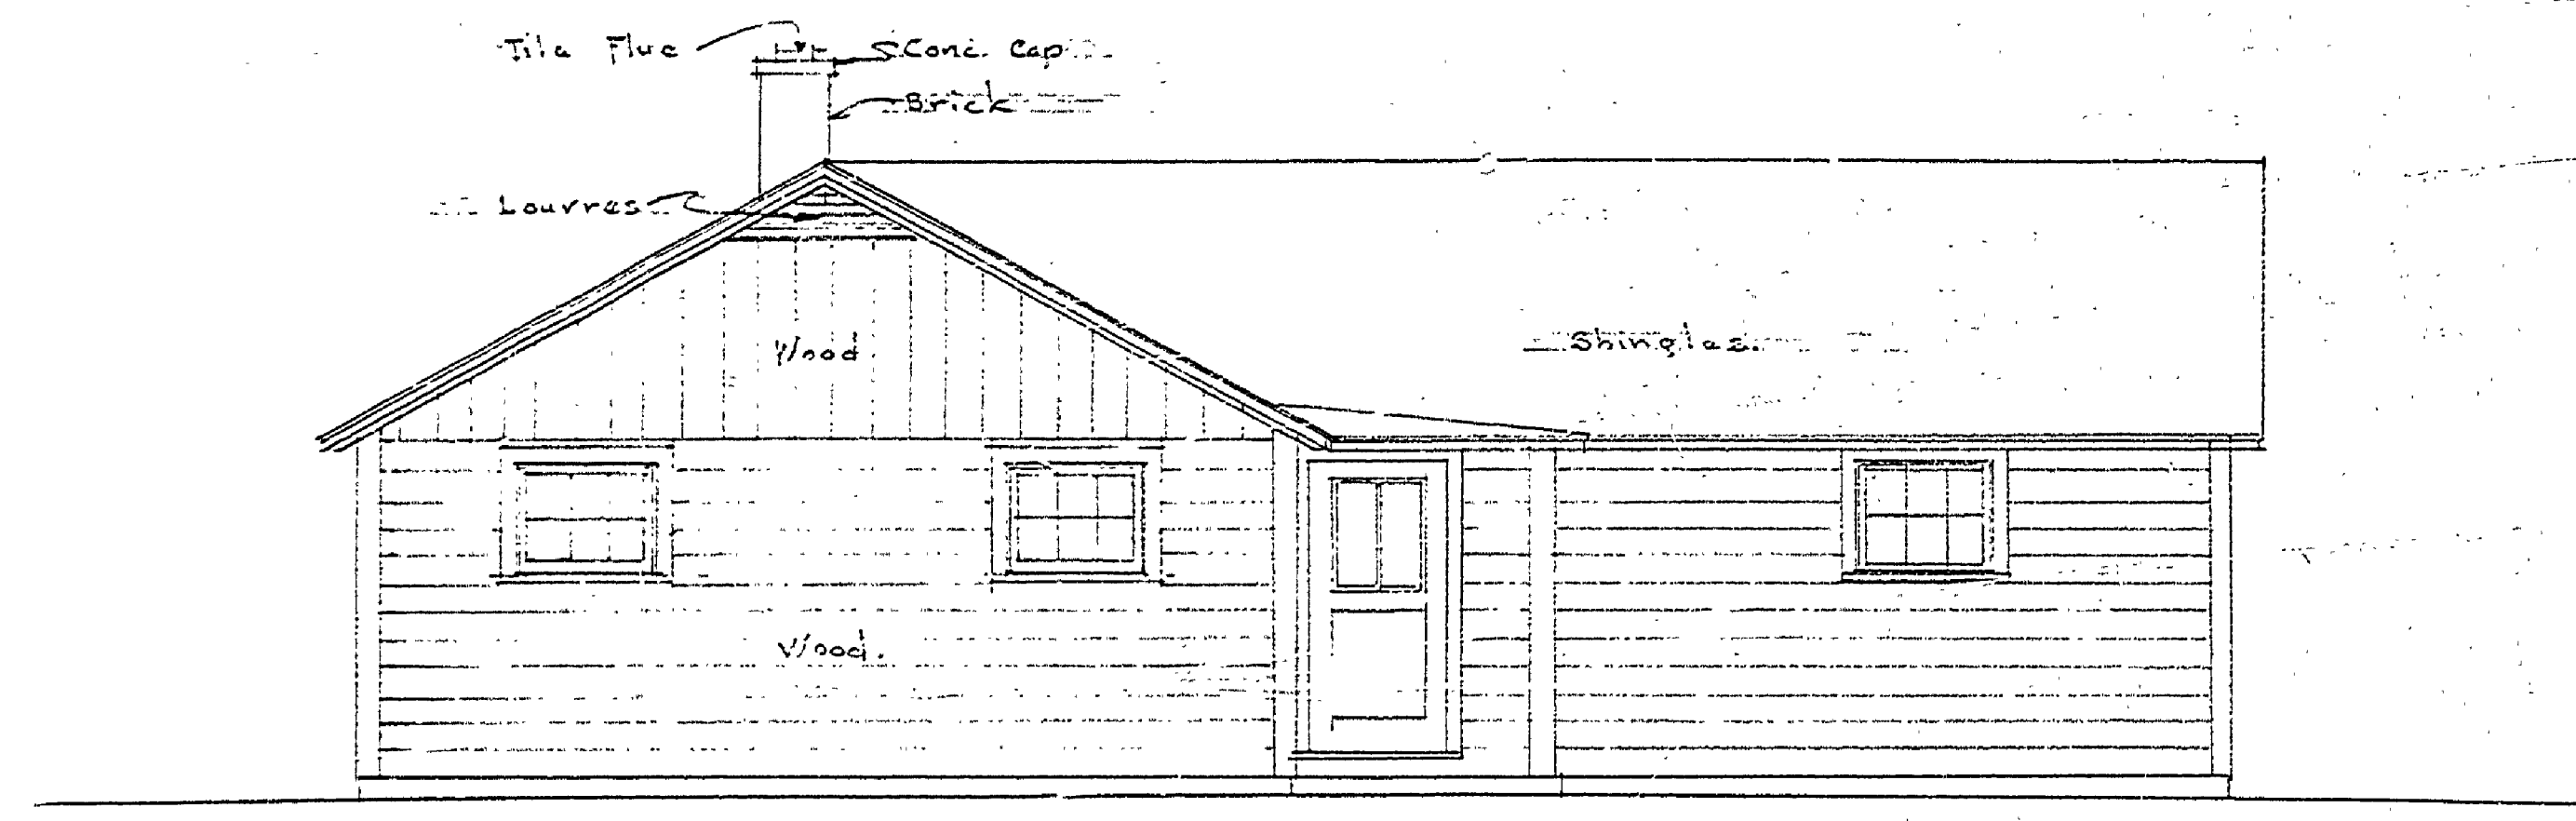 Tile Flue
Conc. Cap
Brick
Louvres
Wood
Shingles
Wood.